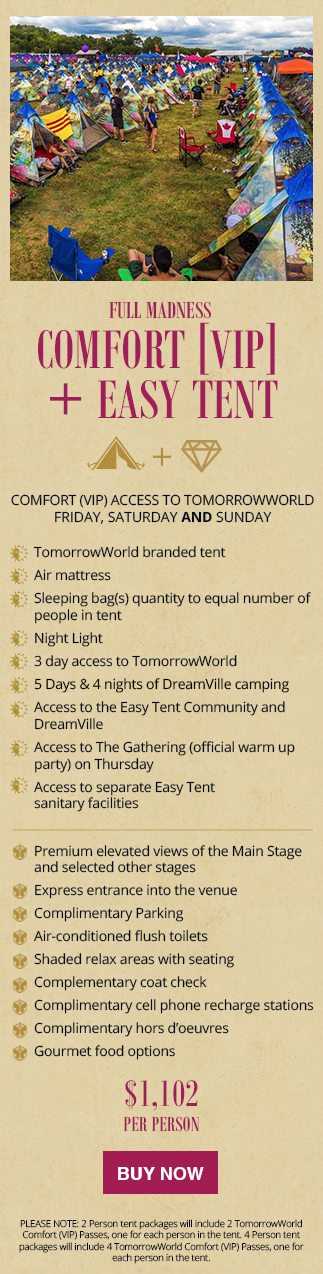 FULL MADNESS
COMFORT [VIP]
+ EASY TENT
+
COMFORT (VIP) ACCESS TO TOMORROWWORLD
FRIDAY, SATURDAY AND SUNDAY
TomorrowWorld branded tent
Air mattress
Sleeping bag(s) quantity to equal number of
people in tent
Night Light
3 day access to TomorrowWorld
5 Days & 4 nights of DreamVille camping
Access to the Easy Tent Community and
DreamVille
Access to The Gathering (official warm up
party) on Thursday
Access to separate Easy Tent
sanitary facilities
Premium elevated views of the Main Stage
and selected other stages
Express entrance into the venue
Complimentary Parking
Air-conditioned flush toilets
Shaded relax areas with seating
Complementary coat check
Complimentary cell phone recharge stations
Complimentary hors d'oeuvres
Gourmet food options
$1,102
PER PERSON
BUY NOW
PLEASE NOTE: 2 Person tent packages will include 2 TomorrowWorld
Comfort (VIP) Passes, one for each person in the tent. 4 Person tent
packages will include 4 TomorrowWorld Comfort (VIP) Passes, one for
each person in the tent.